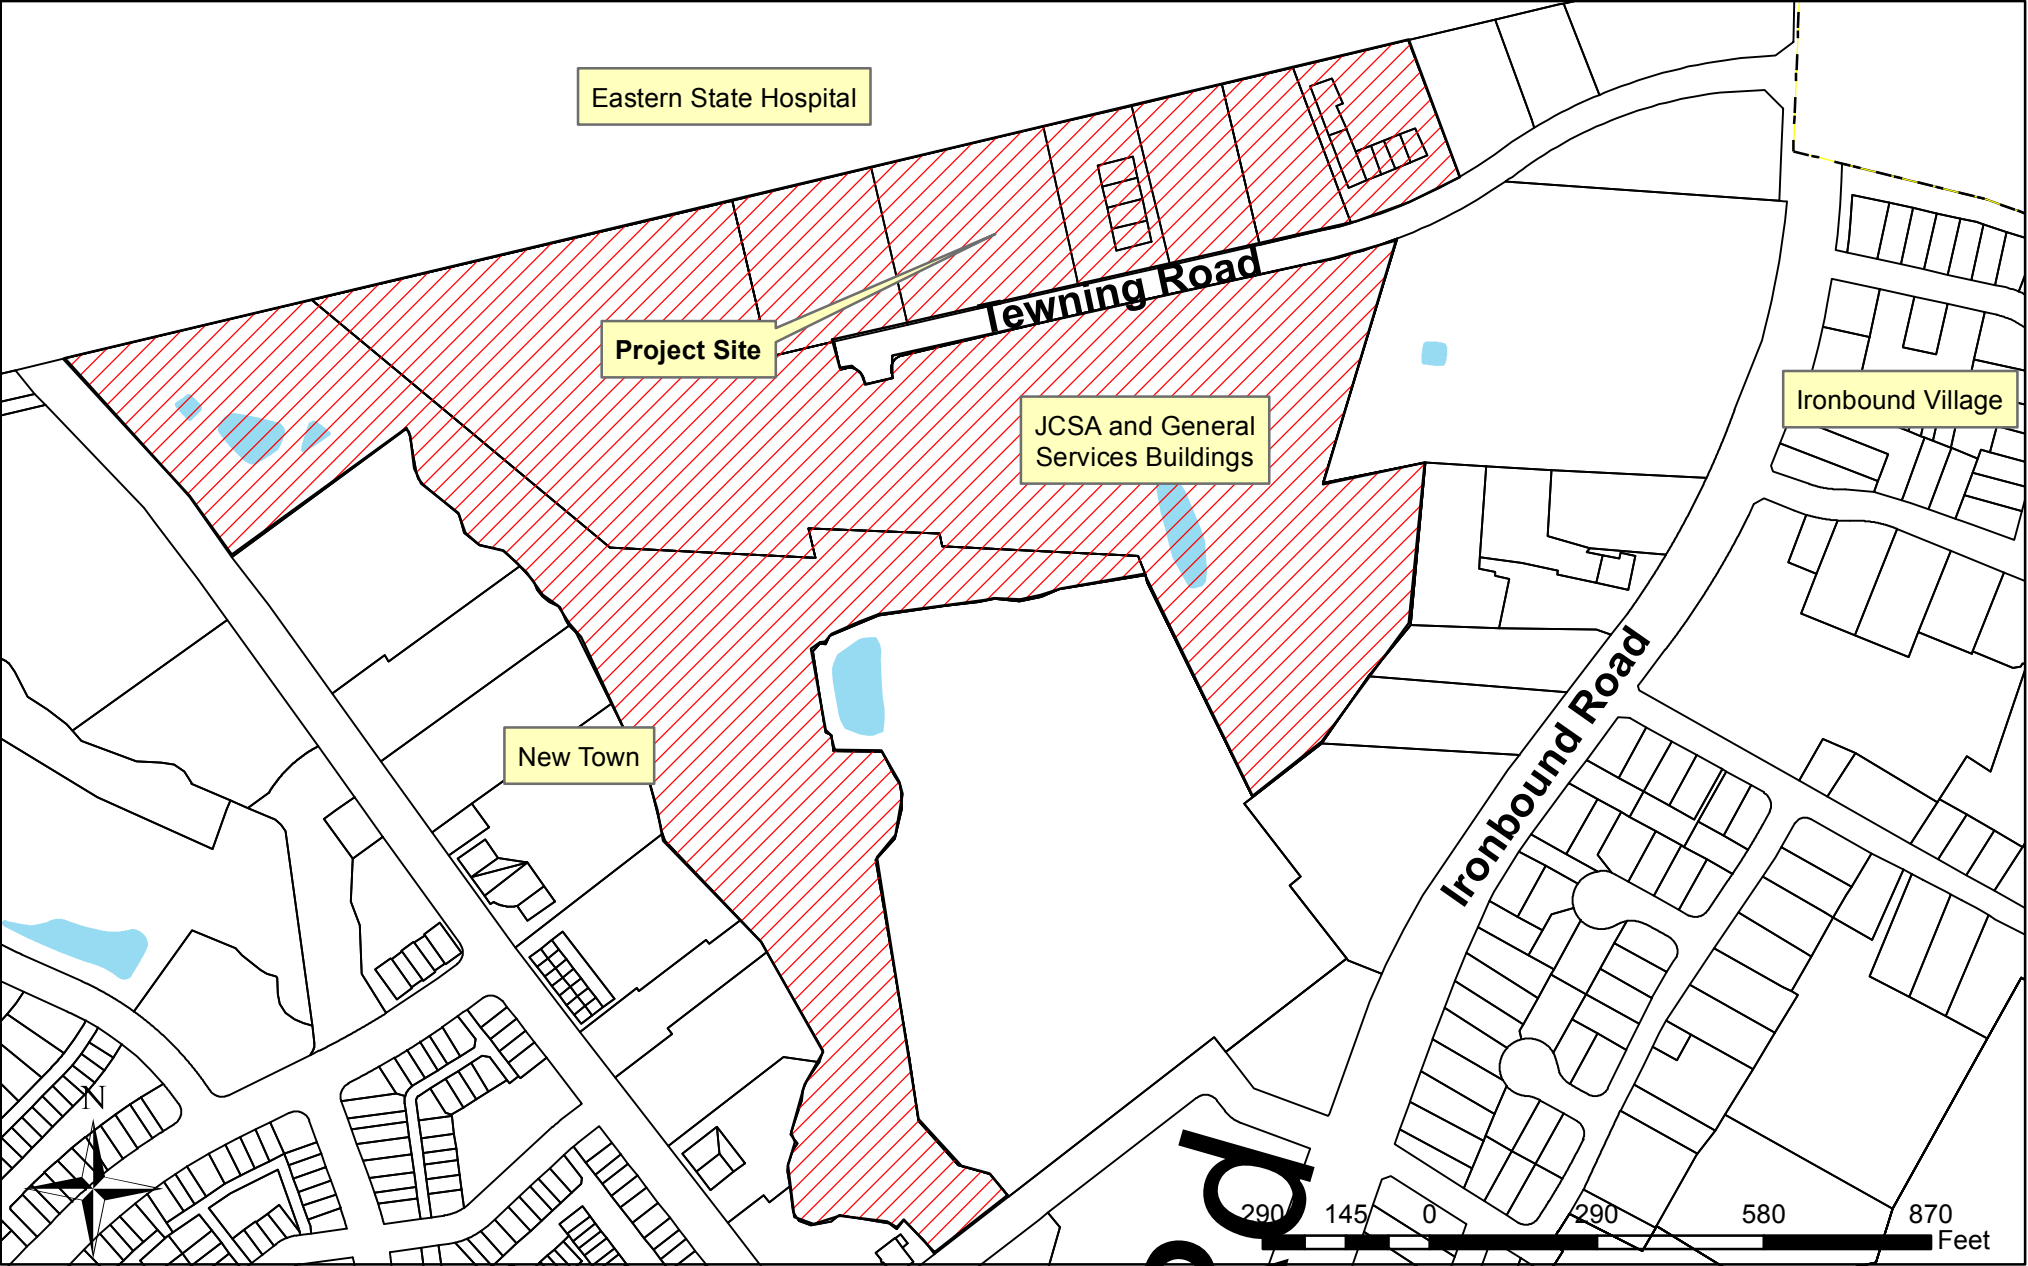 Eastern State Hospital
Tewning Road
Project Site
JCSA and General
Services Buildings
Ironbound Village
New Town
Ironbound Road
N
290 145 0 290 580 870
Feet